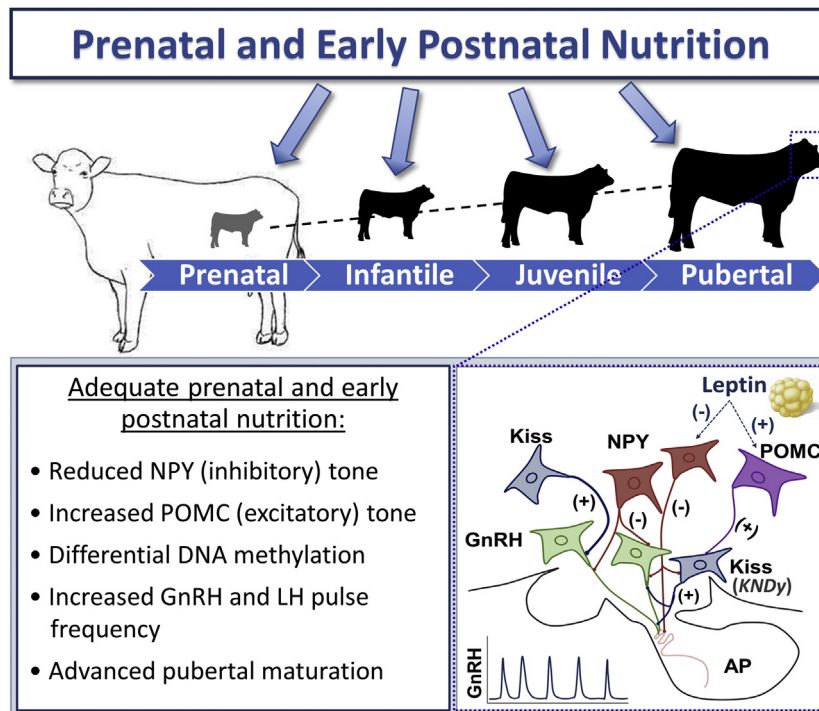 Prenatal and Early Postnatal Nutrition
Prenatal
Infantile
Juvenile
Pubertal
Adequate prenatal and early
postnatal nutrition:
• Reduced NPY (inhibitory) tone
• Increased POMC (excitatory) tone
• Differential DNA methylation
• Increased GnRH and LH pulse
frequency
• Advanced pubertal maturation
Leptin
(-)
(+)
Kiss
NPY
POMC
(+)
(-)
(-)
(+)
GnRH
Kiss
(KNDy)
(+)
AP
GnRH